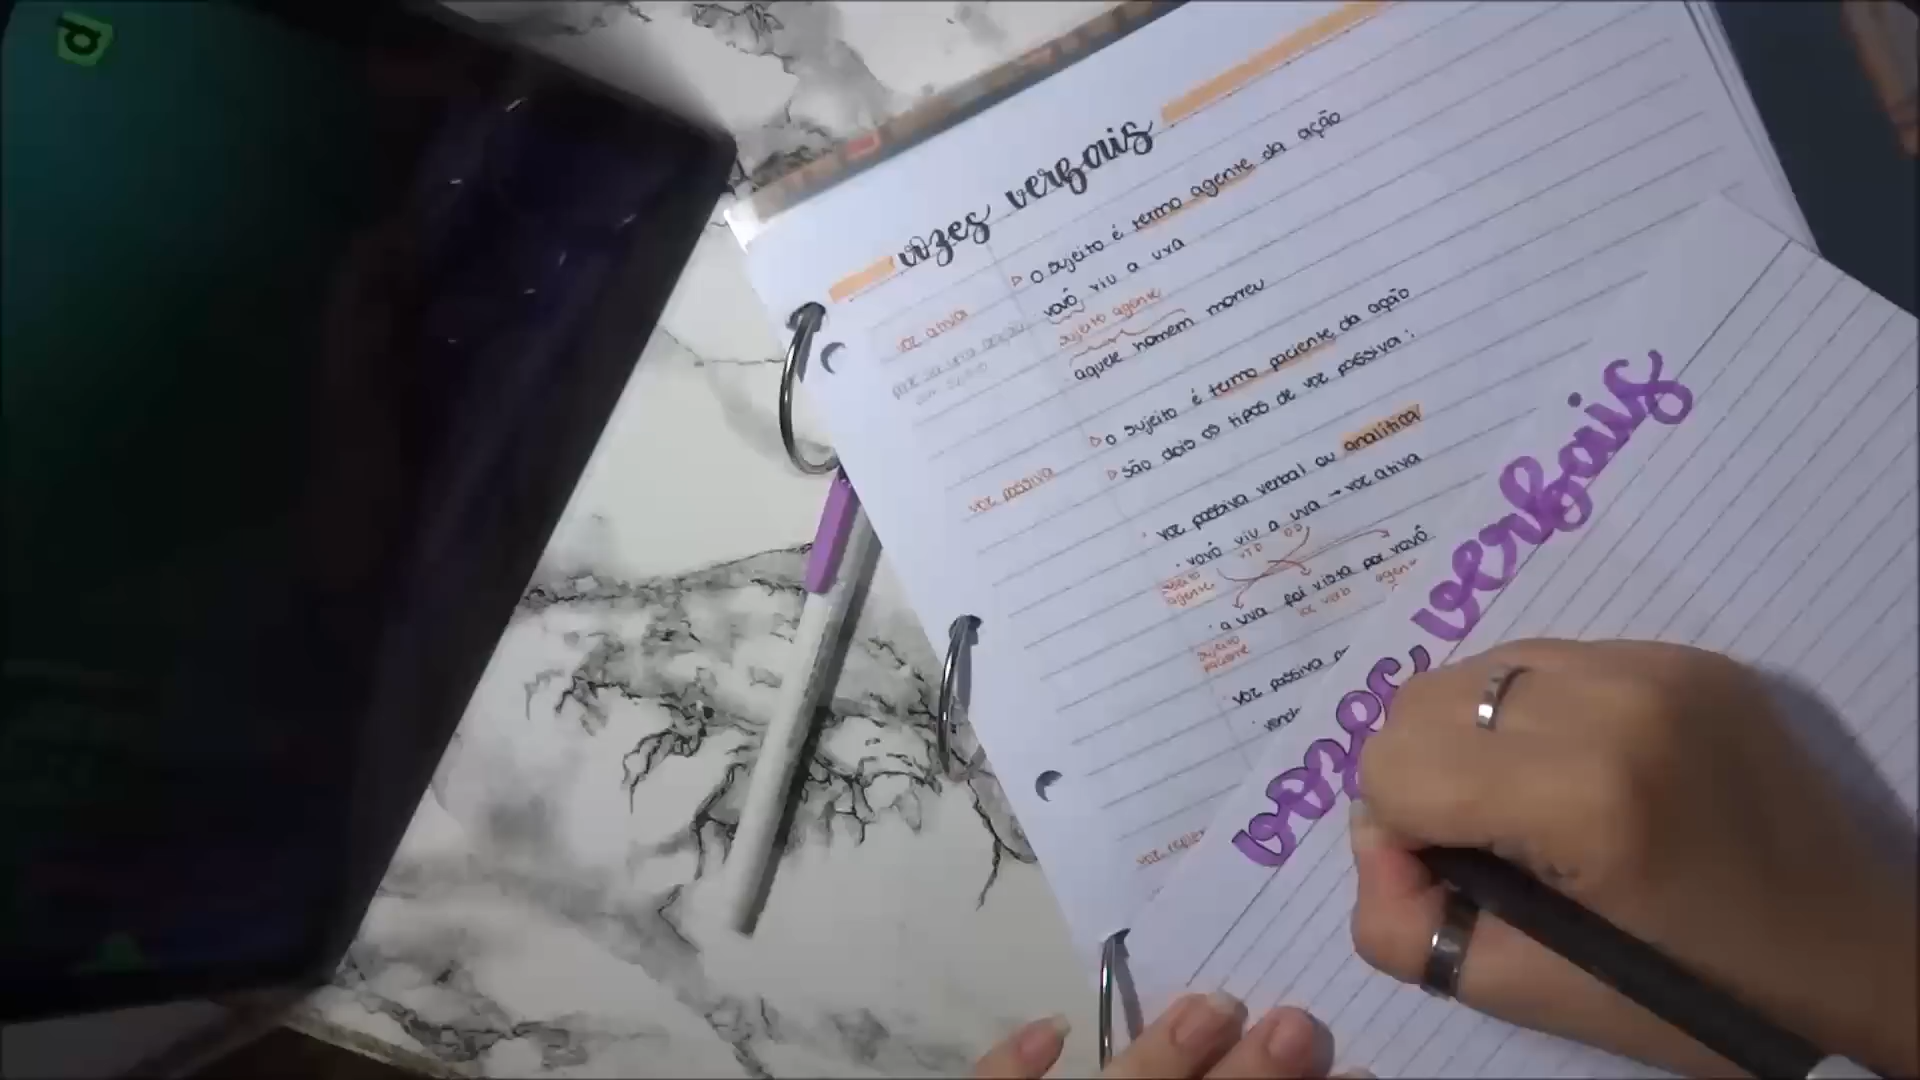 vozes verbais
voz ativa
▹ o sujeito é termo agente da ação
vovó viu a uva
sujeito agente
aquele homem morreu
voz passiva
▹ o sujeito é termo paciente da ação
▹ são dois os tipos de voz passiva:
· voz passiva verbal ou analítica
· vovó viu a uva → voz ativa
sujeito agente VTD OD
· a uva foi vista por vovó
sujeito paciente loc verb agen
· voz passiva
vozes verbais